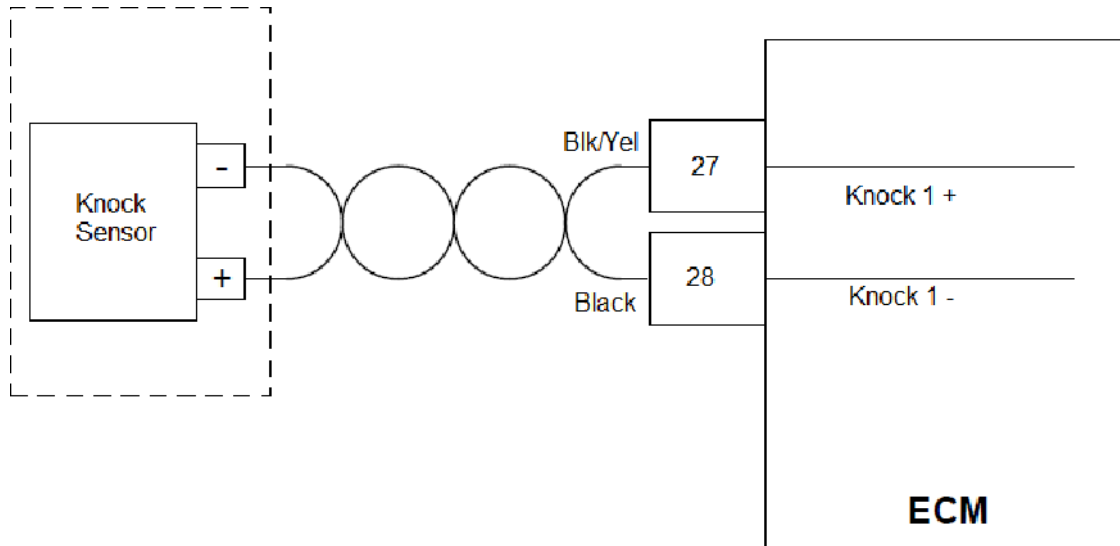 Knock
Sensor
-
+
Blk/Yel
27
Knock 1 +
Black
28
Knock 1 -
ECM